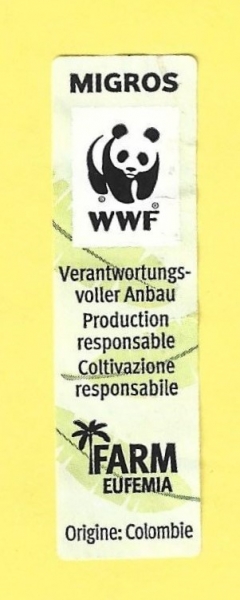 MIGROS
WWF
Verantwortungs-
voller Anbau
Production
responsable
Coltivazione
responsabile
FARM
EUFEMIA
Origine: Colombie